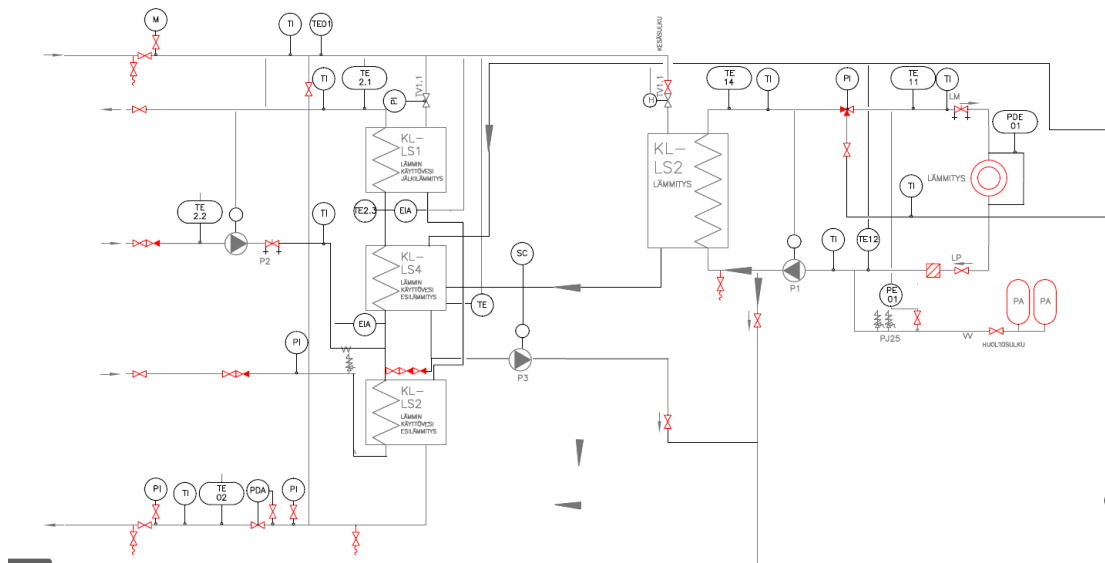 M
TI
TE01
KESÄSULKU
TI
TE
2.1
PI
TV1.1
H
TV1.1
TE
14
TI
PI
TE
11
TI
LM
PDE
01
KL-
LS1
LÄMMIN
KÄYTTÖVESI
JÄLKILÄMMITYS
KL-
LS2
LÄMMITYS
LÄMMITYS
TI
TE
2.2
TI
TE2.3
EIA
P2
KL-
LS4
LÄMMIN
KÄYTTÖVESI
ESILÄMMITYS
SC
TI
TE12
LP
P1
TE
PE
01
PA
PA
EIA
PI
VV
P3
PJ25
VV
HUOLTOSULKU
KL-
LS2
LÄMMIN
KÄYTTÖVESI
ESILÄMMITYS
PI
TI
TE
02
PDA
PI